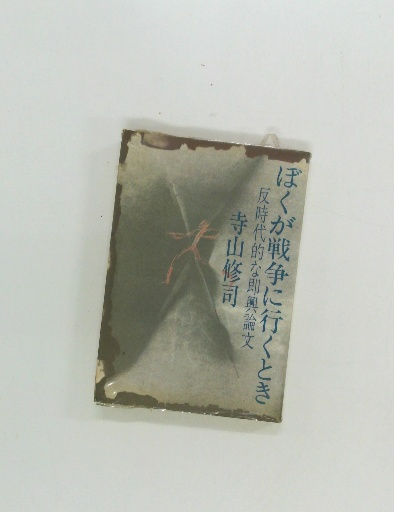 ぼくが戦争に行くとき
反時代的な即興論文
寺山修司